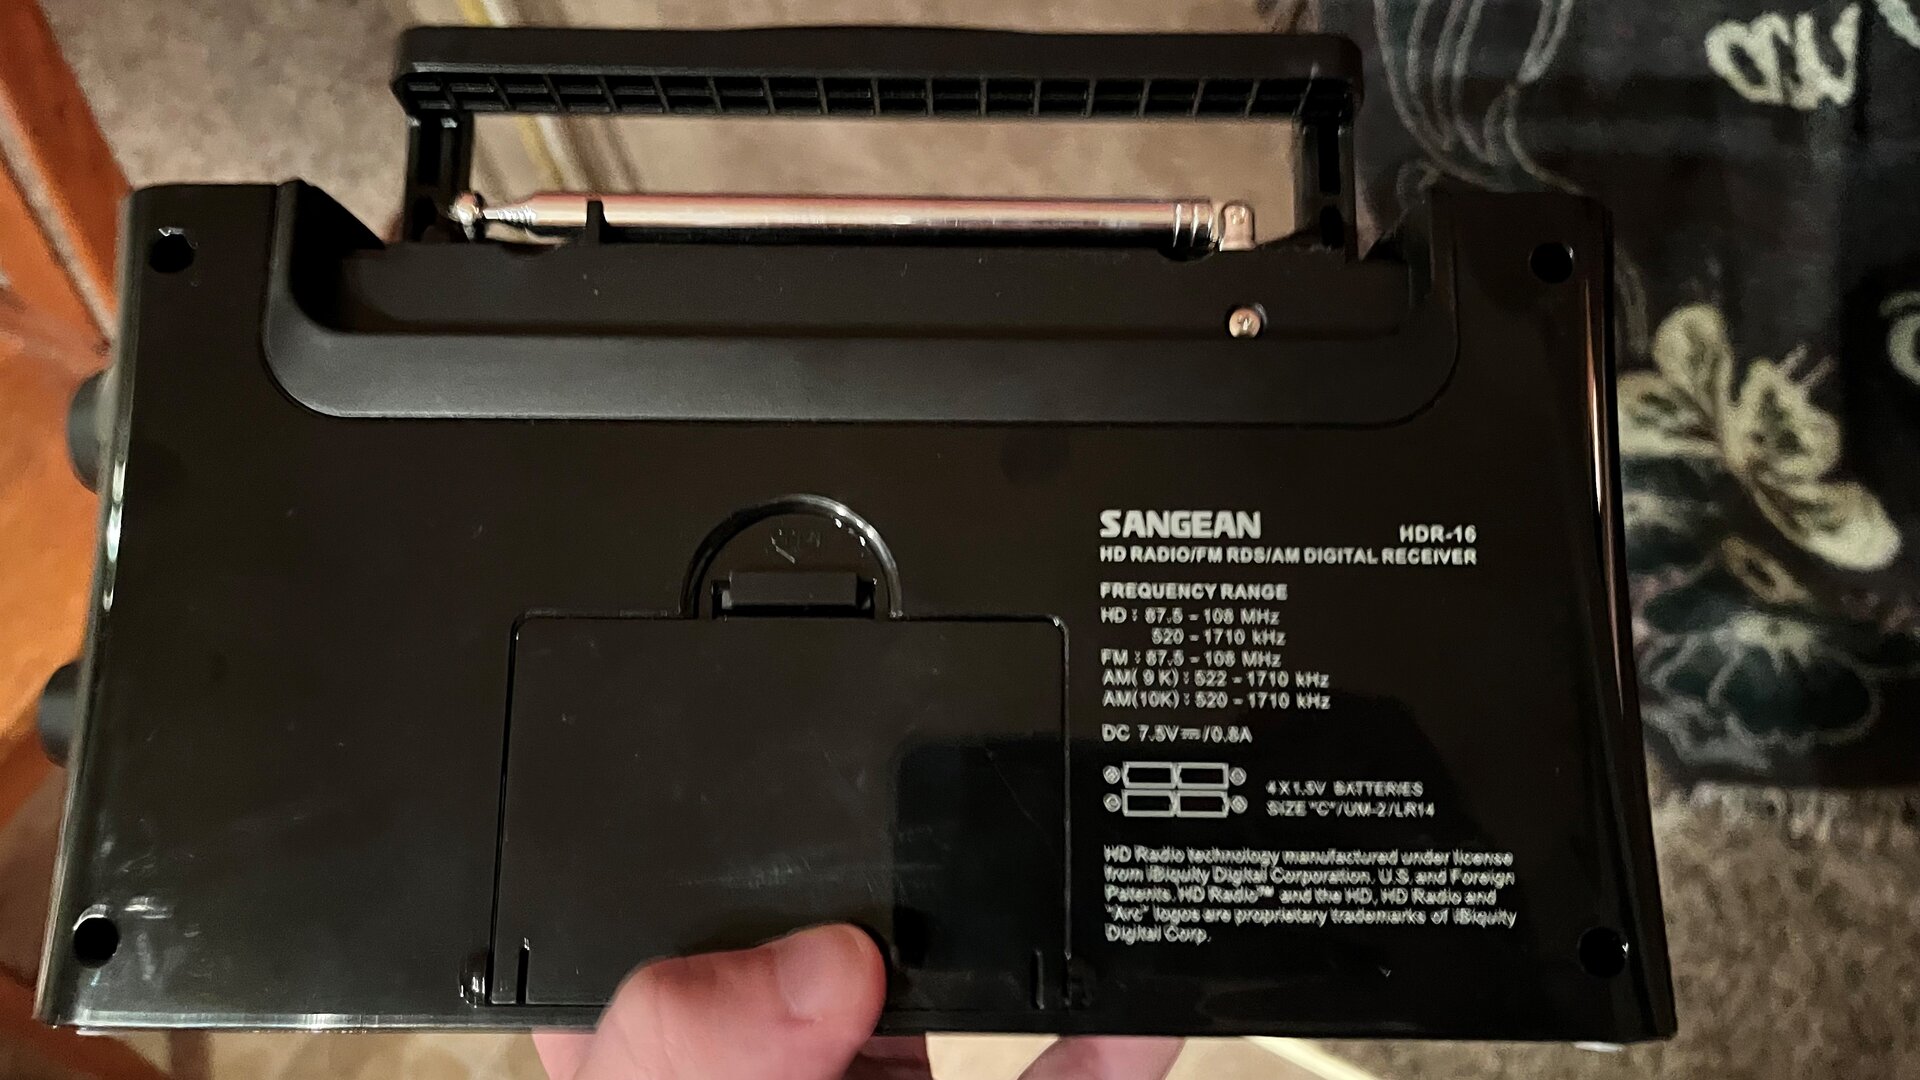 OPEN
SANGEAN HDR-16
HD RADIO/FM RDS/AM DIGITAL RECEIVER
FREQUENCY RANGE
HD : 87.5 - 108 MHz
520 - 1710 kHz
FM : 87.5 - 108 MHz
AM( 9 K) : 522 - 1710 kHz
AM(10K) : 520 - 1710 kHz
DC 7.5V⎓/0.8A
4 X 1.5V BATTERIES
SIZE "C"/UM-2/LR14
HD Radio technology manufactured under license
from iBiquity Digital Corporation. U.S. and Foreign
Patents. HD Radio™ and the HD, HD Radio and
"Arc" logos are proprietary trademarks of iBiquity
Digital Corp.